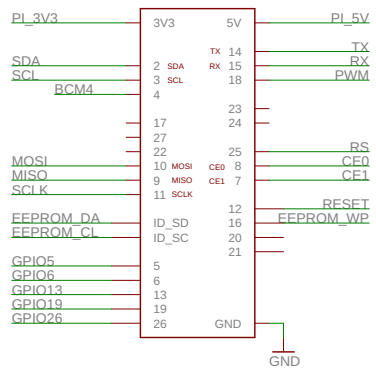 PI_3V3 3V3 5V PI_5V
TX 14 TX
SDA 2 SDA RX 15 RX
SCL 3 SCL 18 PWM
BCM4 4
23
17 24
27
22 25 RS
MOSI 10 MOSI CE0 8 CE0
MISO 9 MISO CE1 7 CE1
SCLK 11 SCLK
12 RESET
EEPROM_DA ID_SD 16 EEPROM_WP
EEPROM_CL ID_SC 20
21
GPIO5 5
GPIO6 6
GPIO13 13
GPIO19 19
GPIO26 26 GND
GND